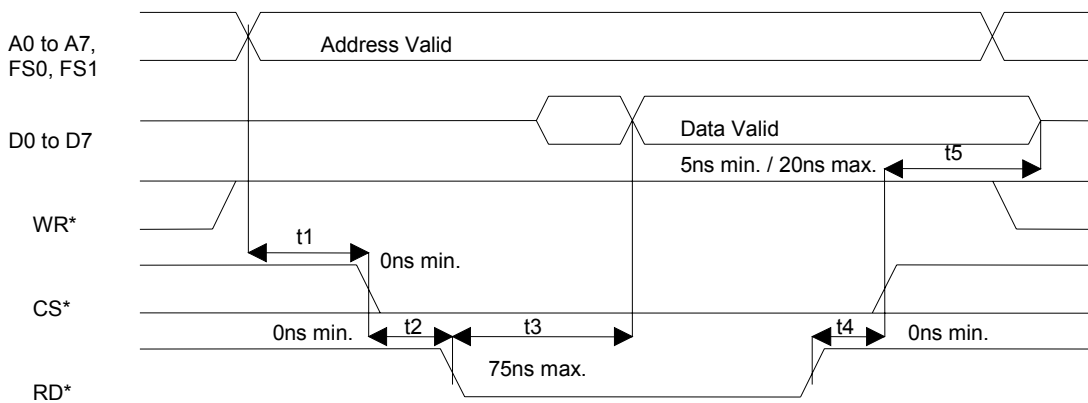 A0 to A7,
FS0, FS1
Address Valid
D0 to D7
Data Valid
5ns min. / 20ns max.
t5
WR*
t1
0ns min.
CS*
0ns min.
t2
t3
t4
0ns min.
75ns max.
RD*